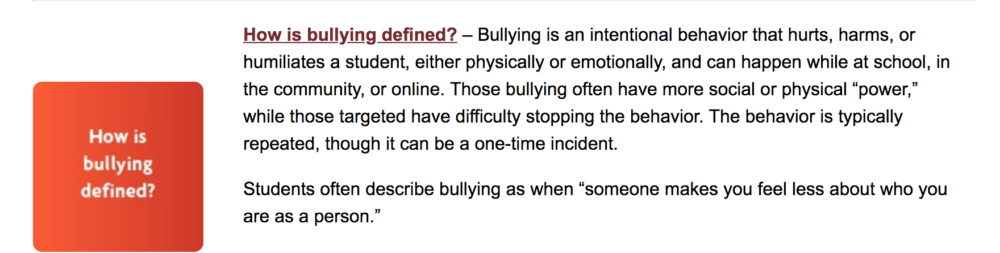 How is bullying defined? – Bullying is an intentional behavior that hurts, harms, or
humiliates a student, either physically or emotionally, and can happen while at school, in
the community, or online. Those bullying often have more social or physical “power,”
while those targeted have difficulty stopping the behavior. The behavior is typically
repeated, though it can be a one-time incident.
Students often describe bullying as when “someone makes you feel less about who you
are as a person.”
How is
bullying
defined?